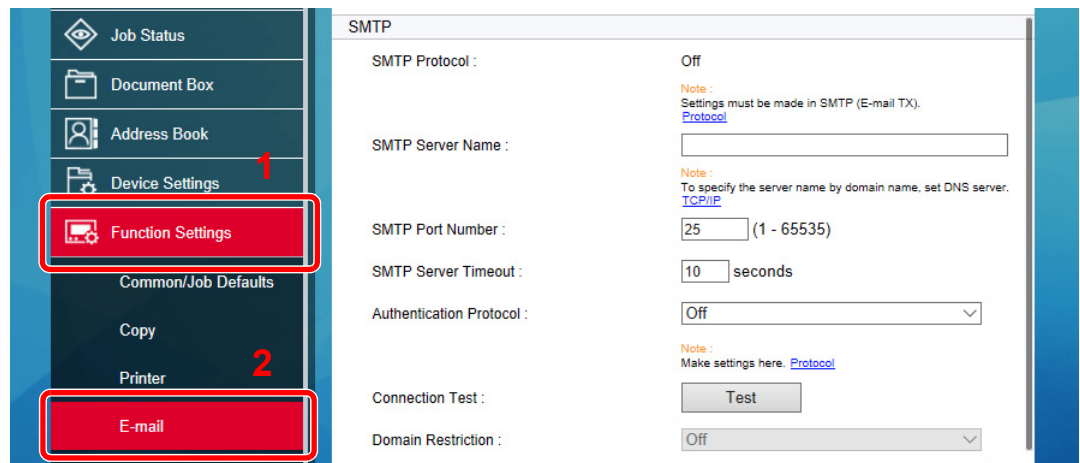 Job Status
Document Box
Address Book
1
Device Settings
Function Settings
Common/Job Defaults
Copy
2
Printer
E-mail
SMTP
SMTP Protocol :
Off
Note :
Settings must be made in SMTP (E-mail TX).
Protocol
SMTP Server Name :
Note :
To specify the server name by domain name, set DNS server.
TCP/IP
SMTP Port Number :
25 (1 - 65535)
SMTP Server Timeout :
10 seconds
Authentication Protocol :
Off
Note :
Make settings here. Protocol
Connection Test :
Test
Domain Restriction :
Off